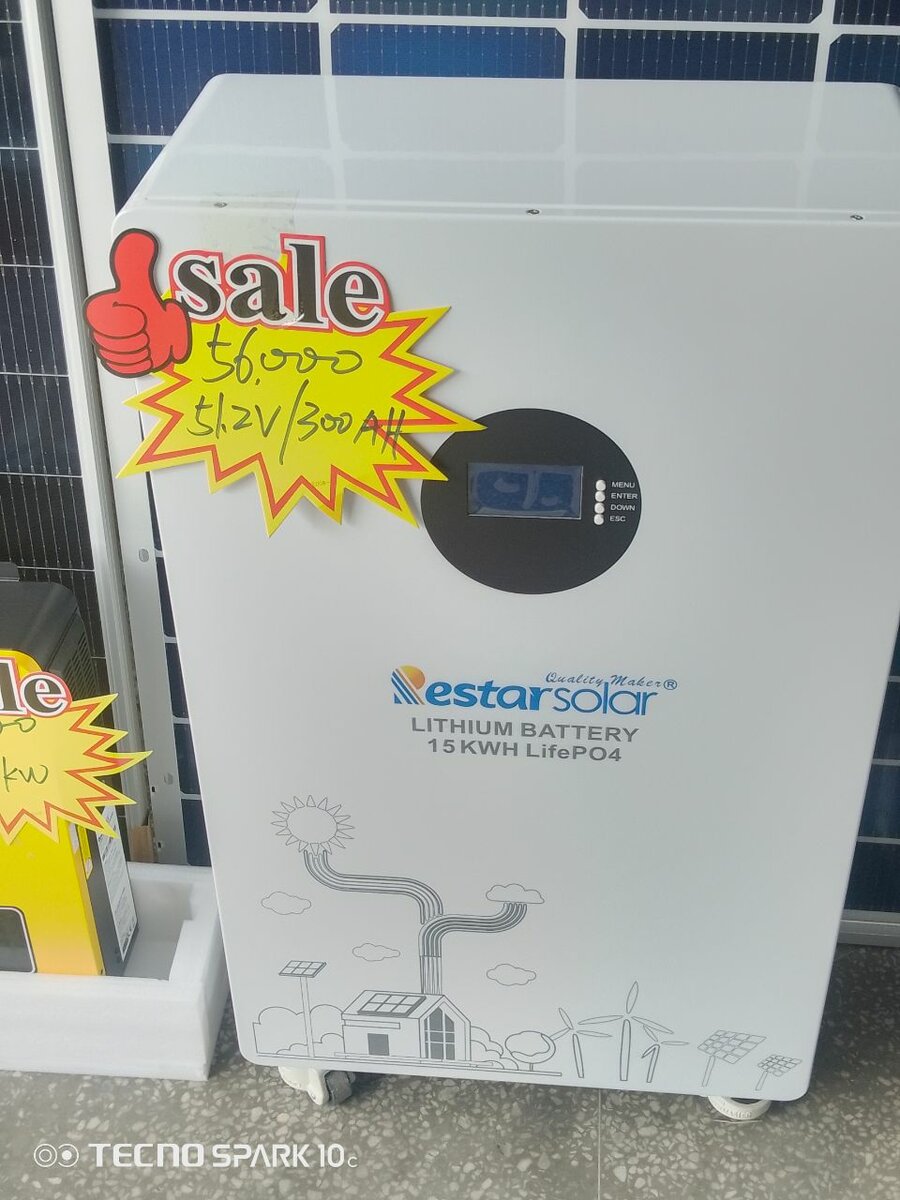 sale
56,000
51.2V/300AH
MENU
ENTER
DOWN
ESC
Quality Maker®
Restarsolar
LITHIUM BATTERY
15KWH LifePO4
le
kw
TECNO SPARK 10c